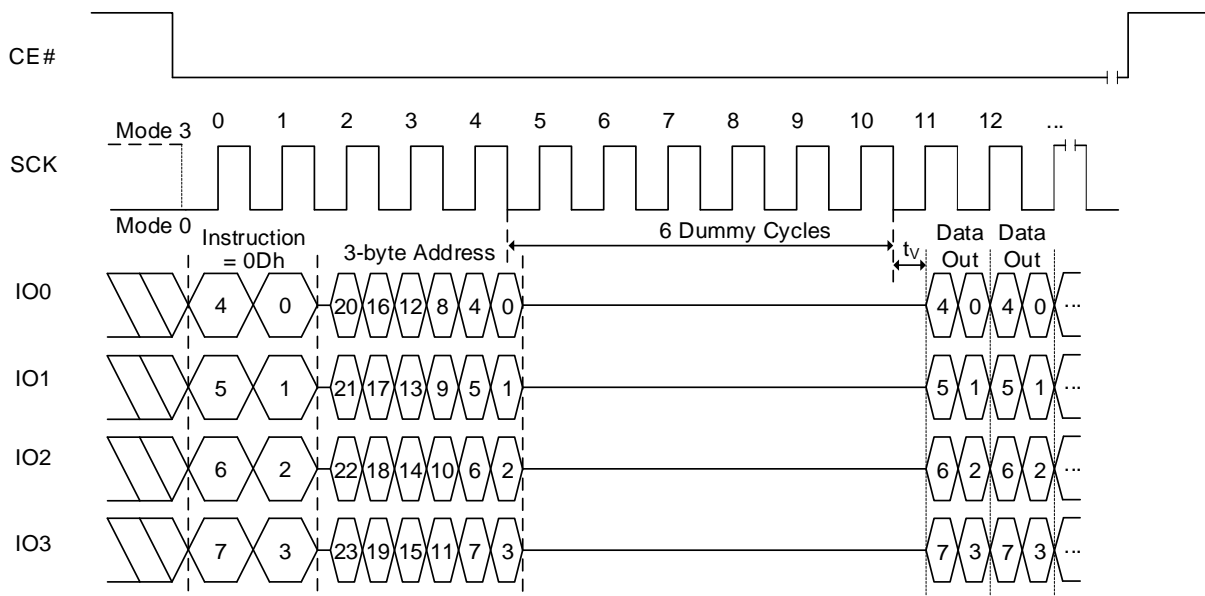 CE#
0 1 2 3 4 5 6 7 8 9 10 11 12 ...
Mode 3
SCK
Mode 0
Instruction
= 0Dh
3-byte Address
6 Dummy Cycles
tV
Data
Out
Data
Out
IO0 4 0 20 16 12 8 4 0 4 0 4 0 ...
IO1 5 1 21 17 13 9 5 1 5 1 5 1 ...
IO2 6 2 22 18 14 10 6 2 6 2 6 2 ...
IO3 7 3 23 19 15 11 7 3 7 3 7 3 ...